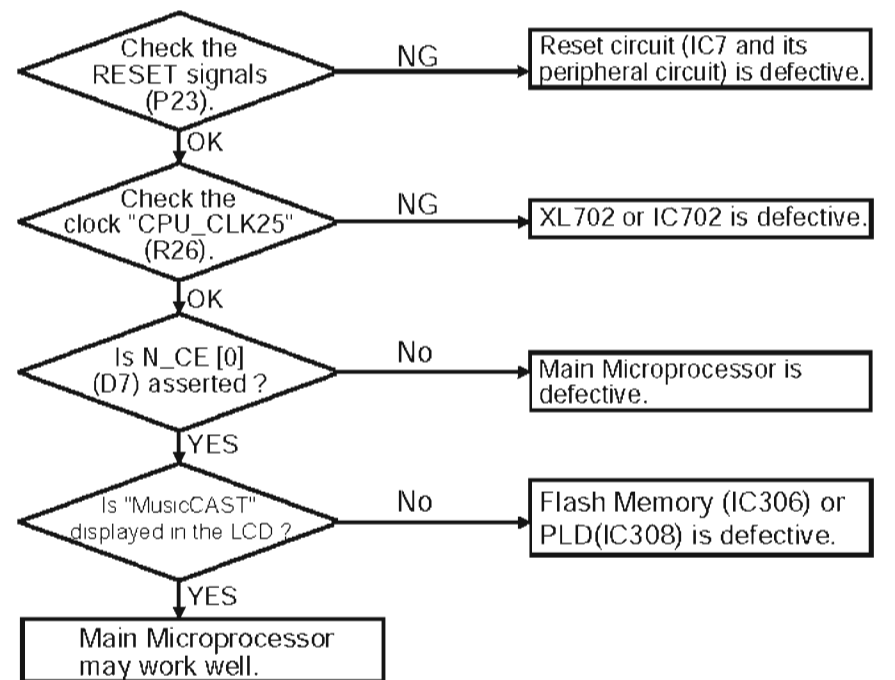 Check the
RESET signals
(P23).
NG
Reset circuit (IC7 and its
peripheral circuit) is defective.
OK
Check the
clock "CPU_CLK25"
(R26).
NG
XL702 or IC702 is defective.
OK
Is N_CE [0]
(D7) asserted ?
No
Main Microprocessor is
defective.
YES
Is "MusicCAST"
displayed in the LCD ?
No
Flash Memory (IC306) or
PLD(IC308) is defective.
YES
Main Microprocessor
may work well.